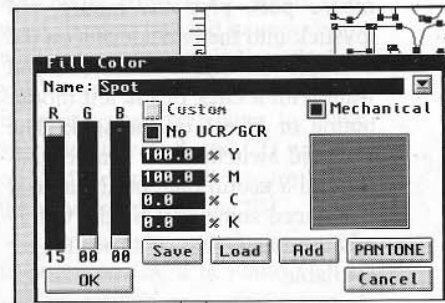 Fill Color
Name: Spot
R G B
Custom
Mechanical
No UCR/GCR
100.0 % Y
100.0 % M
0.0 % C
0.0 % K
15 00 00
Save Load Add PANTONE
OK
Cancel